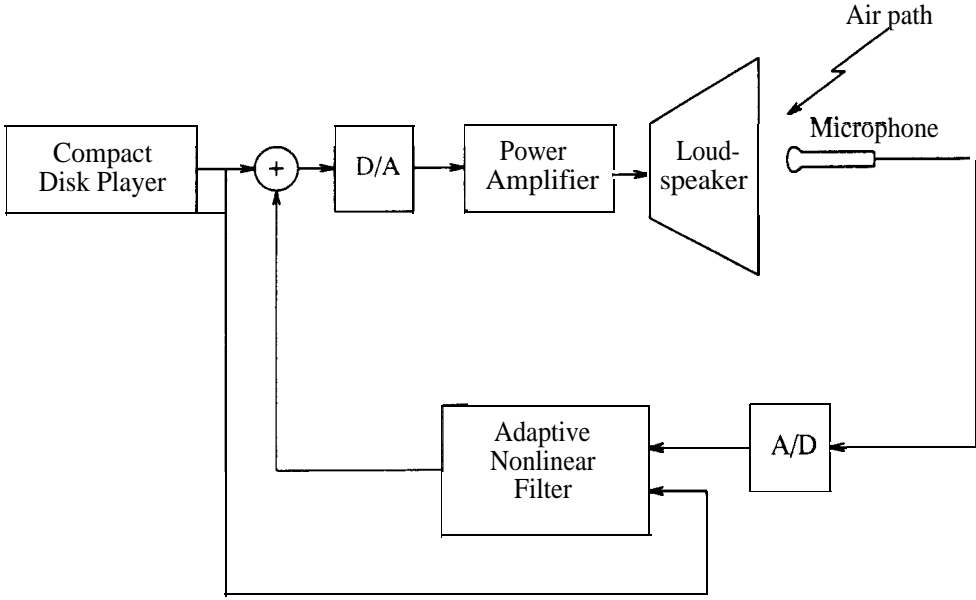 Air path
Microphone
Compact
Disk Player
+
D/A
Power
Amplifier
Loud-
speaker
Adaptive
Nonlinear
Filter
A/D